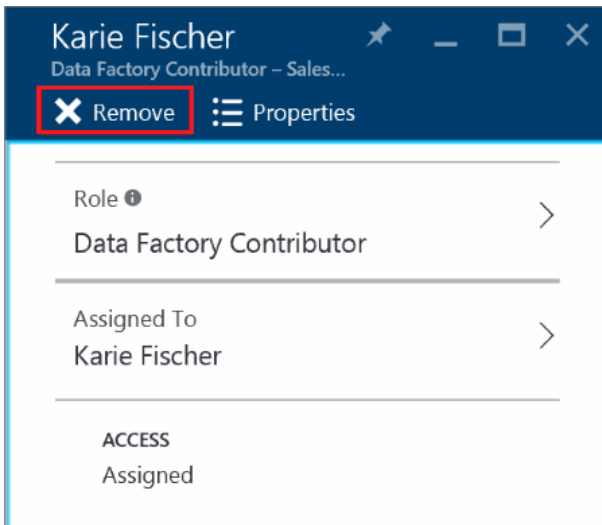 Karie Fischer
Data Factory Contributor – Sales...
Remove
Properties
Role
Data Factory Contributor
Assigned To
Karie Fischer
ACCESS
Assigned